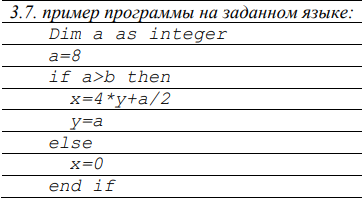 3.7. пример программы на заданном языке:
Dim a as integer
a=8
if a>b then
x=4*y+a/2
y=a
else
x=0
end if